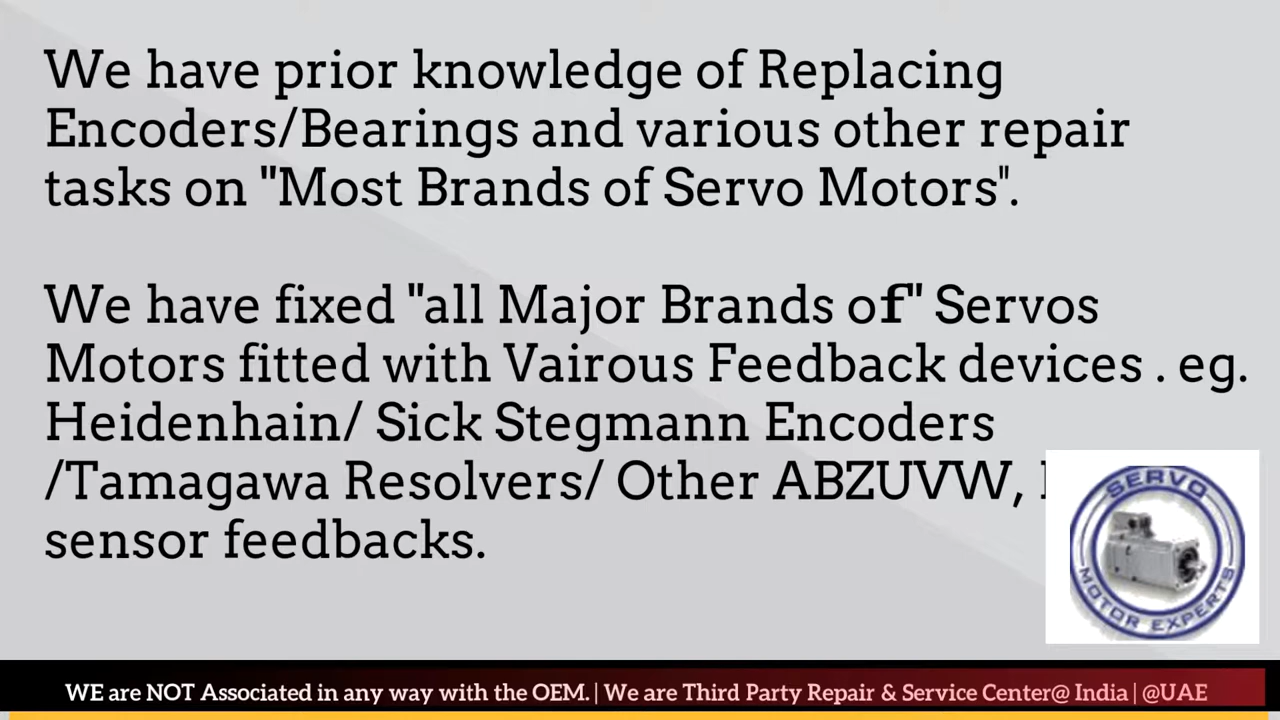 We have prior knowledge of Replacing
Encoders/Bearings and various other repair
tasks on "Most Brands of Servo Motors".
We have fixed "all Major Brands of" Servos
Motors fitted with Vairous Feedback devices . eg.
Heidenhain/ Sick Stegmann Encoders
/Tamagawa Resolvers/ Other ABZUVW,
sensor feedbacks.
SERVO
MOTOR EXPERTS
WE are NOT Associated in any way with the OEM. | We are Third Party Repair & Service Center@ India | @UAE